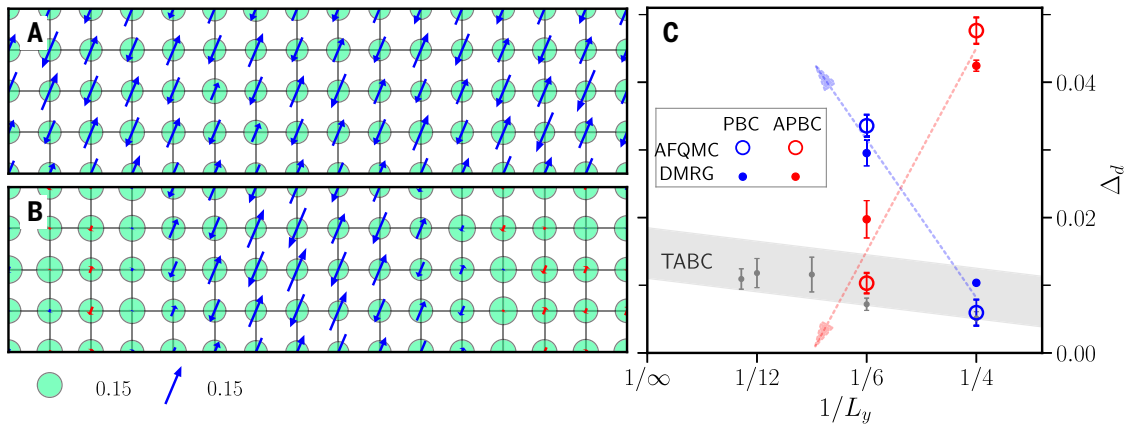 A
B
0.15
0.15
C
PBC APBC
AFQMC
DMRG
TABC
0.04
0.02
0.00
Δ_d
1/∞
1/12
1/6
1/4
1/L_y